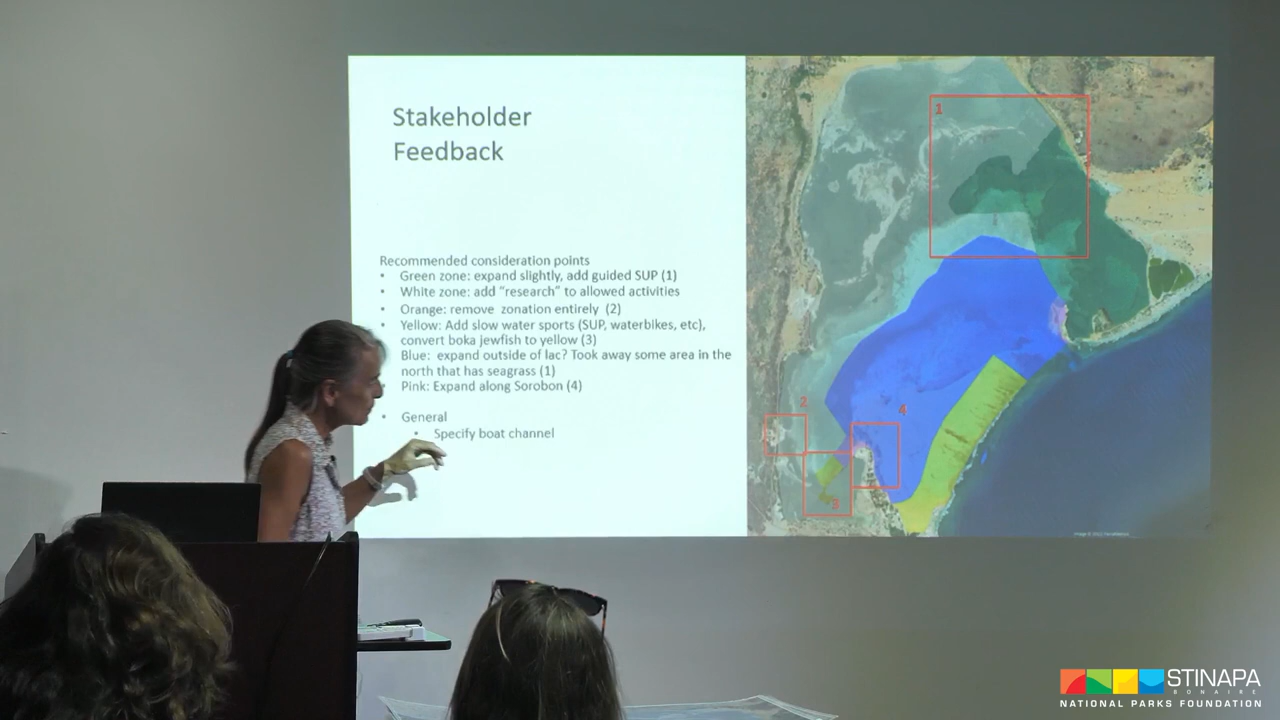 Stakeholder
Feedback
Recommended consideration points
• Green zone: expand slightly, add guided SUP (1)
• White zone: add "research" to allowed activities
• Orange: remove zonation entirely (2)
• Yellow: Add slow water sports (SUP, waterbikes, etc),
convert boka jewfish to yellow (3)
Blue: expand outside of lac? Took away some area in the
north that has seagrass (1)
Pink: Expand along Sorobon (4)
• General
• Specify boat channel
1
2
4
3
STINAPA
BONAIRE
NATIONAL PARKS FOUNDATION